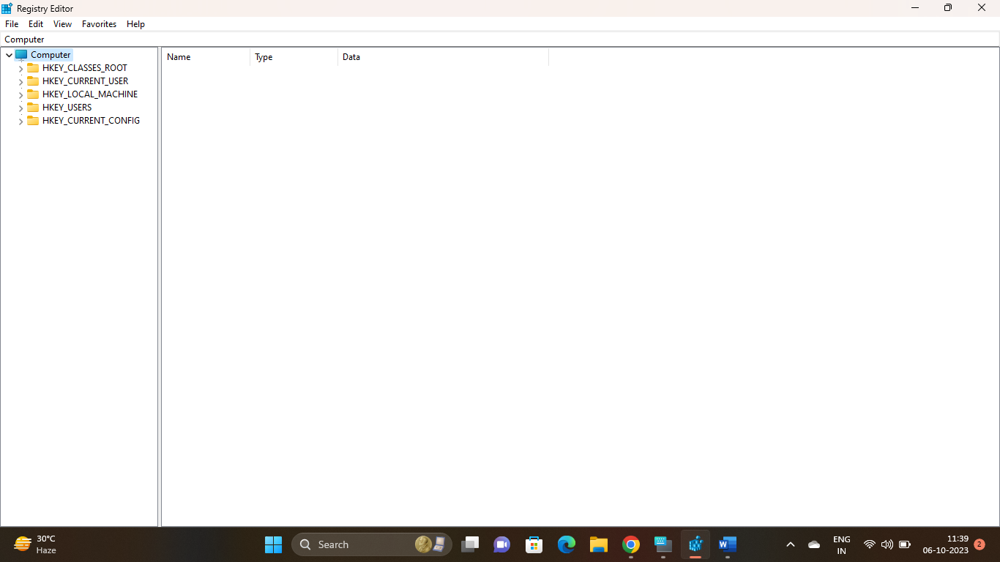 Registry Editor
File Edit View Favorites Help
Computer
Computer
HKEY_CLASSES_ROOT
HKEY_CURRENT_USER
HKEY_LOCAL_MACHINE
HKEY_USERS
HKEY_CURRENT_CONFIG
Name Type Data
30°C
Haze
Search
ENG
IN
11:39
06-10-2023
2